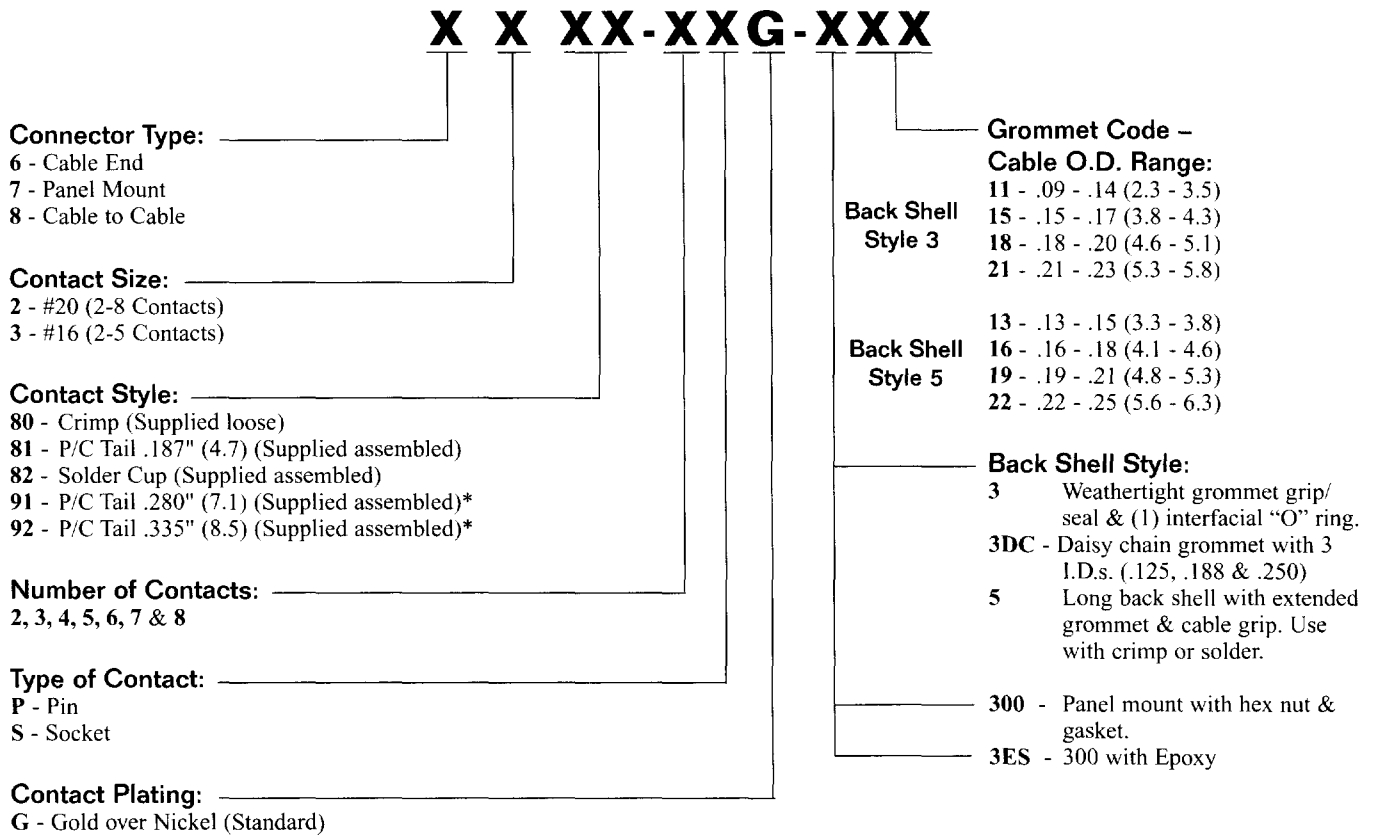 X X XX-XXG-XXX
Connector Type:
6 - Cable End
7 - Panel Mount
8 - Cable to Cable
Contact Size:
2 - #20 (2-8 Contacts)
3 - #16 (2-5 Contacts)
Contact Style:
80 - Crimp (Supplied loose)
81 - P/C Tail .187" (4.7) (Supplied assembled)
82 - Solder Cup (Supplied assembled)
91 - P/C Tail .280" (7.1) (Supplied assembled)*
92 - P/C Tail .335" (8.5) (Supplied assembled)*
Number of Contacts:
2, 3, 4, 5, 6, 7 & 8
Type of Contact:
P - Pin
S - Socket
Contact Plating:
G - Gold over Nickel (Standard)
Grommet Code –
Cable O.D. Range:
Back Shell
Style 3
11 - .09 - .14 (2.3 - 3.5)
15 - .15 - .17 (3.8 - 4.3)
18 - .18 - .20 (4.6 - 5.1)
21 - .21 - .23 (5.3 - 5.8)
Back Shell
Style 5
13 - .13 - .15 (3.3 - 3.8)
16 - .16 - .18 (4.1 - 4.6)
19 - .19 - .21 (4.8 - 5.3)
22 - .22 - .25 (5.6 - 6.3)
Back Shell Style:
3 Weathertight grommet grip/
seal & (1) interfacial “O” ring.
3DC - Daisy chain grommet with 3
I.D.s. (.125, .188 & .250)
5 Long back shell with extended
grommet & cable grip. Use
with crimp or solder.
300 - Panel mount with hex nut &
gasket.
3ES - 300 with Epoxy